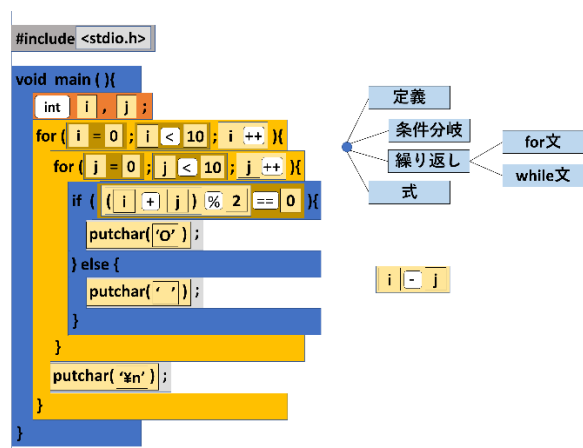 #include <stdio.h>
void main ( ){
int i , j ;
for ( i = 0 ; i < 10 ; i ++ ){
for ( j = 0 ; j < 10 ; j ++ ){
if ( ( i + j ) % 2 == 0 ){
putchar( ‘O’ ) ;
} else {
putchar( ‘ ’ ) ;
}
}
putchar( ‘¥n’ ) ;
}
}
定義
条件分岐
繰り返し
式
for文
while文
i - j